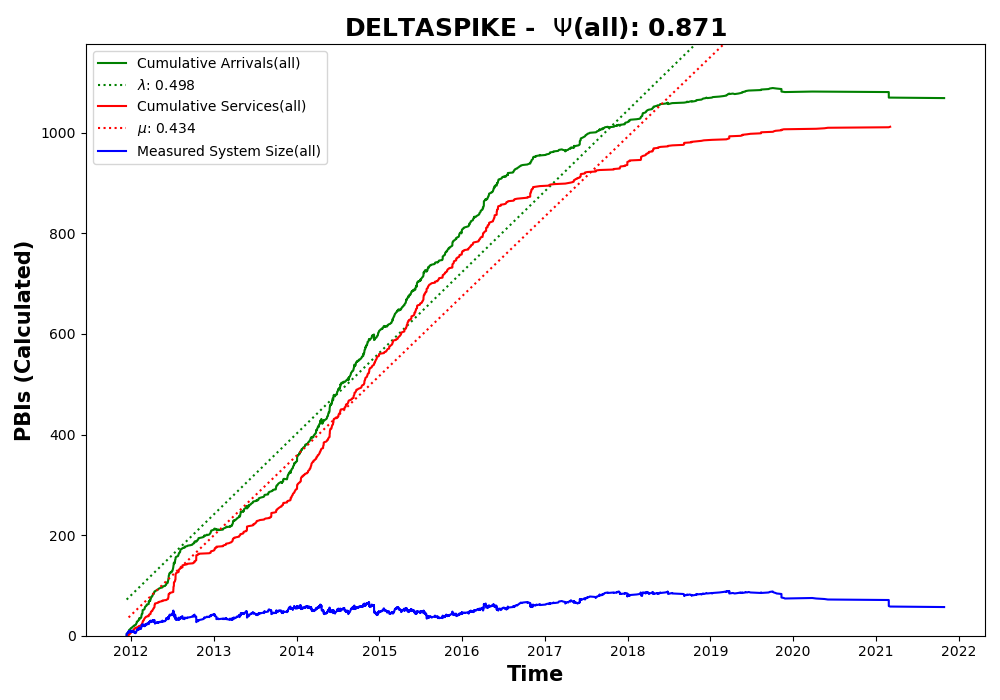 DELTASPIKE - Ψ(all): 0.871
Cumulative Arrivals(all)
λ: 0.498
Cumulative Services(all)
μ: 0.434
Measured System Size(all)
PBIs (Calculated)
1000
800
600
400
200
0
2012 2013 2014 2015 2016 2017 2018 2019 2020 2021 2022
Time